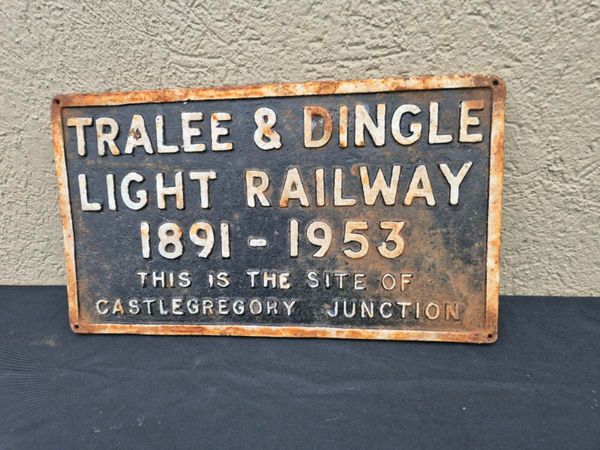 TRALEE & DINGLE
LIGHT RAILWAY
1891 - 1953
THIS IS THE SITE OF
CASTLEGREGORY JUNCTION